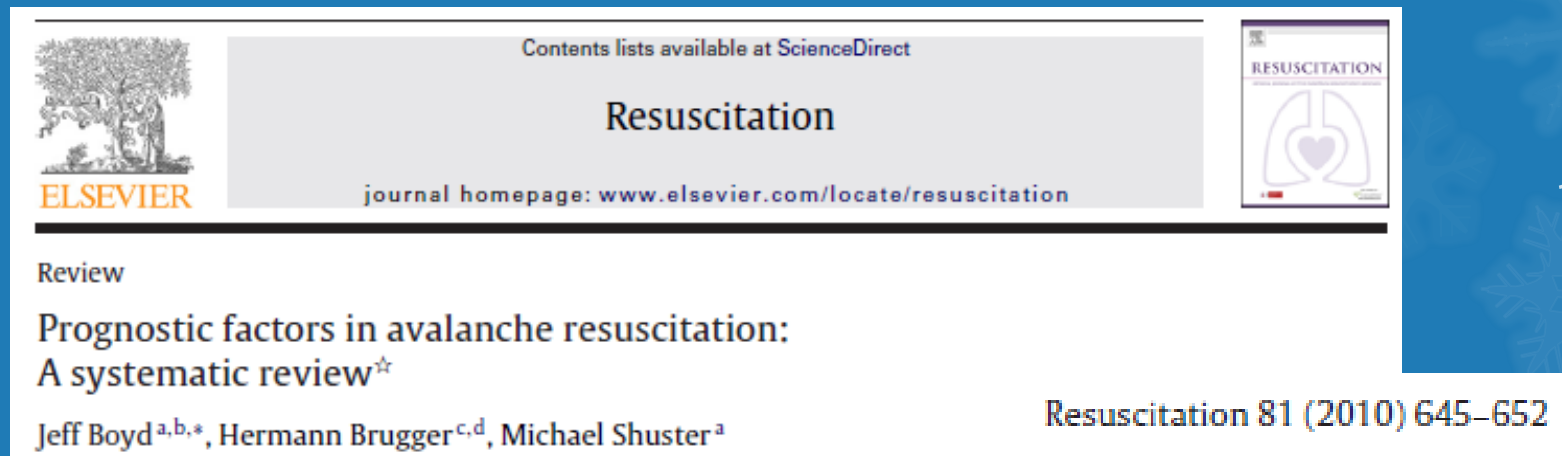 Contents lists available at ScienceDirect
Resuscitation
journal homepage: www.elsevier.com/locate/resuscitation
ELSEVIER
RESUSCITATION
Review
Prognostic factors in avalanche resuscitation:
A systematic review☆
Jeff Boyd a,b,*, Hermann Brugger c,d, Michael Shuster a
Resuscitation 81 (2010) 645–652